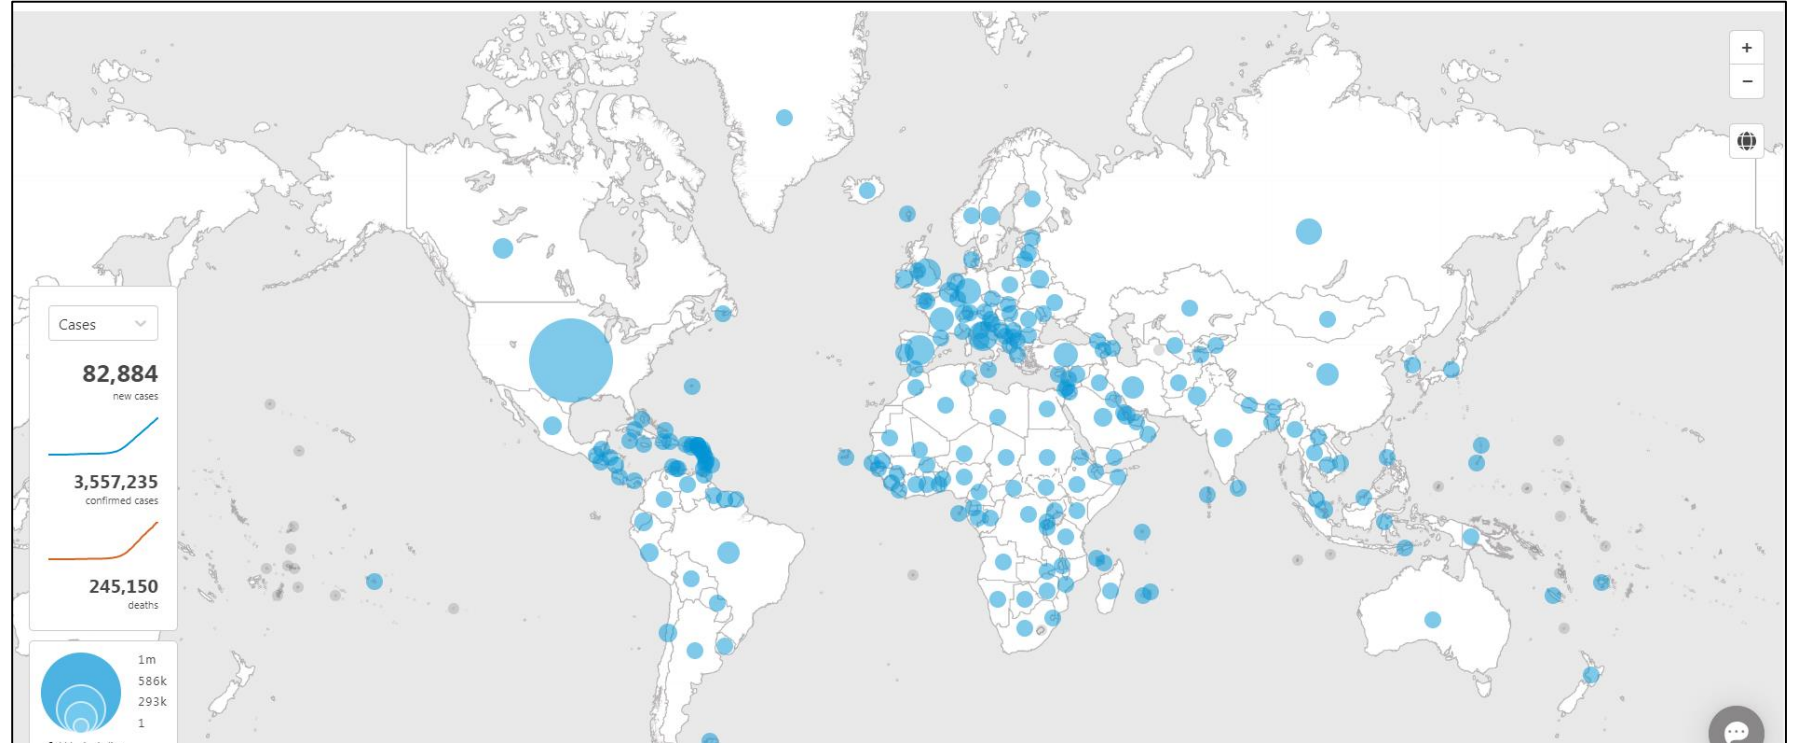 +
−
Cases
82,884
new cases
3,557,235
confirmed cases
245,150
deaths
1m
586k
293k
1